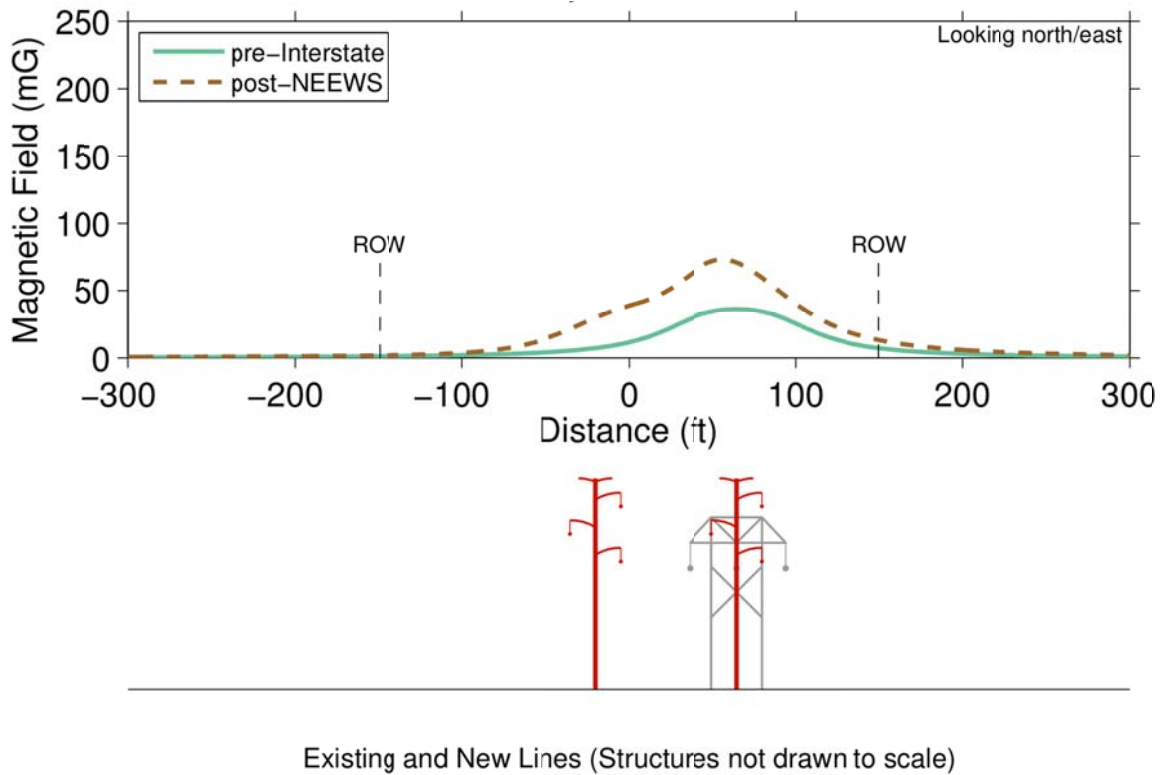 250
Looking north/east
pre-Interstate
post-NEEWS
200
150
100
50
0
Magnetic Field (mG)
ROW
ROW
-300
-200
-100
0
100
200
300
Distance (ft)
Existing and New Lines (Structures not drawn to scale)